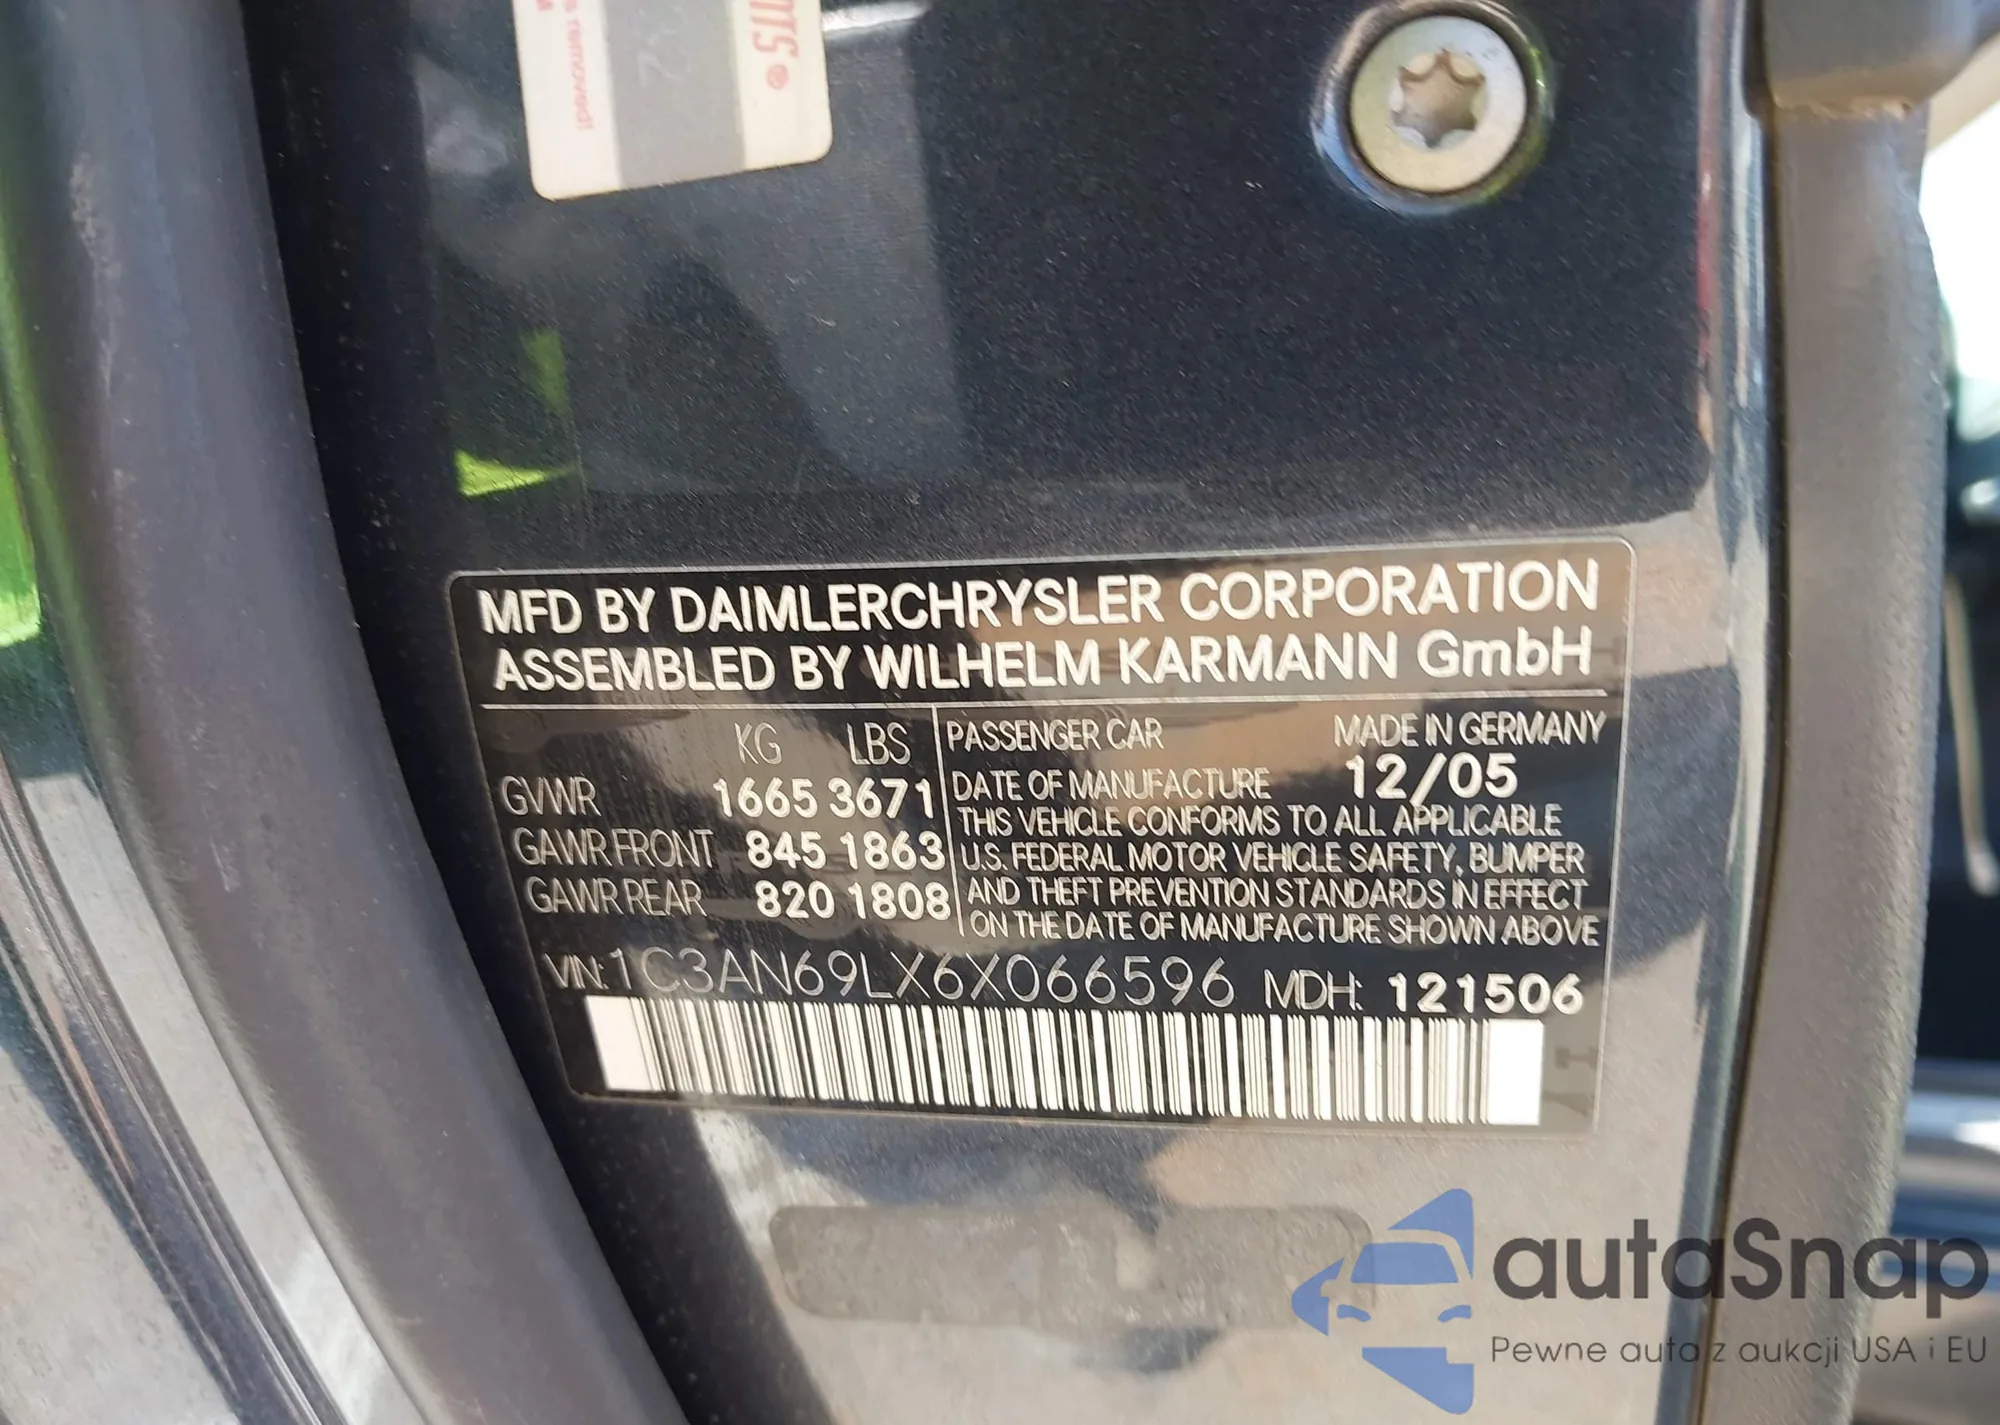 MFD BY DAIMLERCHRYSLER CORPORATION
ASSEMBLED BY WILHELM KARMANN GmbH
KG LBS
GVWR 1665 3671
GAWR FRONT 845 1863
GAWR REAR 820 1808
PASSENGER CAR MADE IN GERMANY
DATE OF MANUFACTURE 12/05
THIS VEHICLE CONFORMS TO ALL APPLICABLE
U.S. FEDERAL MOTOR VEHICLE SAFETY, BUMPER
AND THEFT PREVENTION STANDARDS IN EFFECT
ON THE DATE OF MANUFACTURE SHOWN ABOVE
VIN: 1C3AN69LX6X066596 MDH: 121506
autaSnap
Pewne auta z aukcji USA i EU